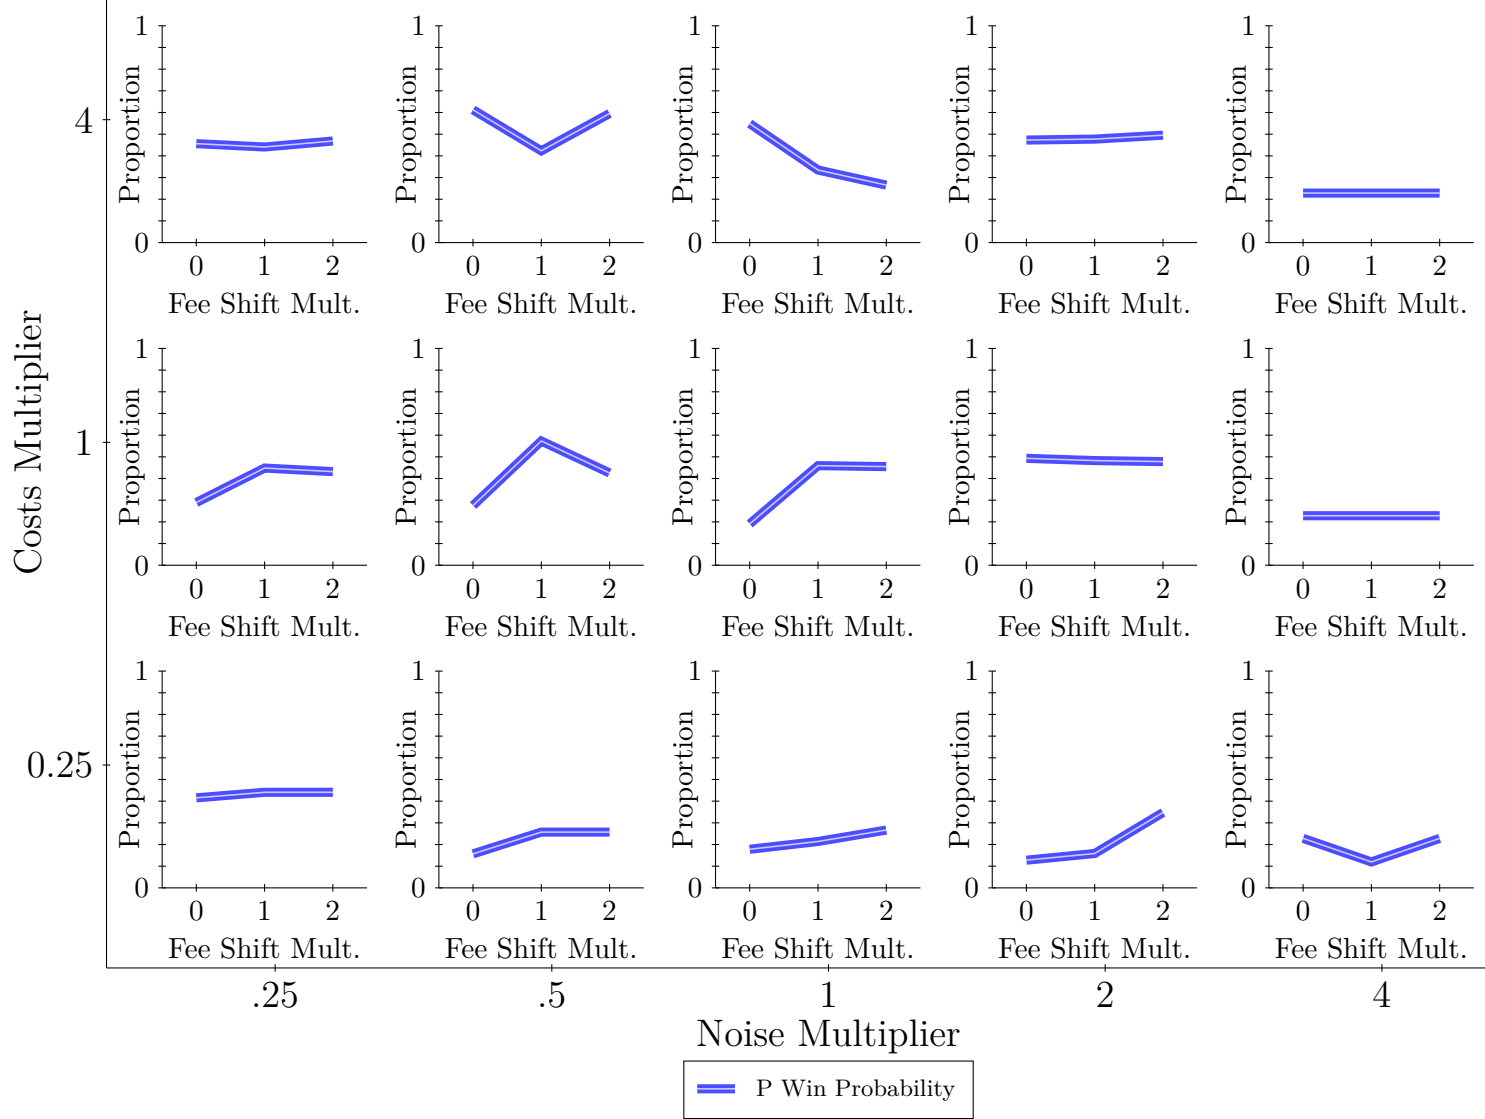 1 1 1 1 1
Proportion Proportion Proportion Proportion Proportion
4
0 0 0 0 0
0 1 2 0 1 2 0 1 2 0 1 2 0 1 2
Fee Shift Mult. Fee Shift Mult. Fee Shift Mult. Fee Shift Mult. Fee Shift Mult.
Costs Multiplier
1 1 1 1 1
Proportion Proportion Proportion Proportion Proportion
1
0 0 0 0 0
0 1 2 0 1 2 0 1 2 0 1 2 0 1 2
Fee Shift Mult. Fee Shift Mult. Fee Shift Mult. Fee Shift Mult. Fee Shift Mult.
1 1 1 1 1
Proportion Proportion Proportion Proportion Proportion
0.25
0 0 0 0 0
0 1 2 0 1 2 0 1 2 0 1 2 0 1 2
Fee Shift Mult. Fee Shift Mult. Fee Shift Mult. Fee Shift Mult. Fee Shift Mult.
.25 .5 1 2 4
Noise Multiplier
P Win Probability